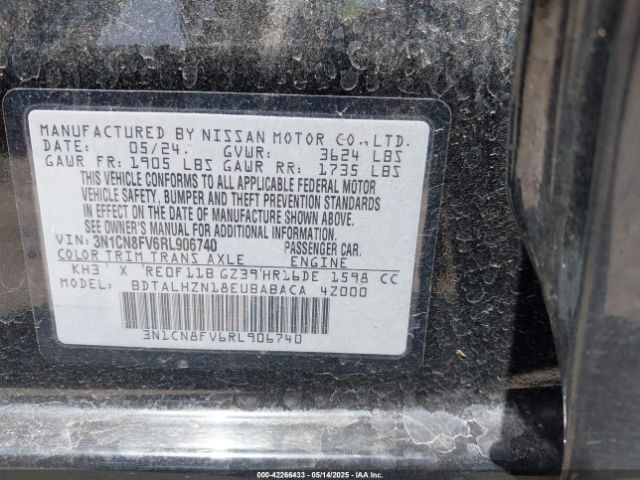 MANUFACTURED BY NISSAN MOTOR CO., LTD.
DATE: 05/24. GVWR: 3624 LBS
GAWR FR: 1905 LBS GAWR RR: 1735 LBS
THIS VEHICLE CONFORMS TO ALL APPLICABLE FEDERAL MOTOR
VEHICLE SAFETY, BUMPER AND THEFT PREVENTION STANDARDS
IN EFFECT ON THE DATE OF MANUFACTURE SHOWN ABOVE.
SEE OWNER'S MANUAL FOR ADDITIONAL INFORMATION.
VIN: 3N1CN8FV6RL906740 PASSENGER CAR.
COLOR TRIM TRANS AXLE ENGINE
KH3 X RE0F11B GZ39 HR16DE 1598 CC
MODEL: BDTALHZN18EUBABACA 4Z000
3N1CN8FV6RL906740
000-42266433 - 05/14/2025 - IAAI.COM